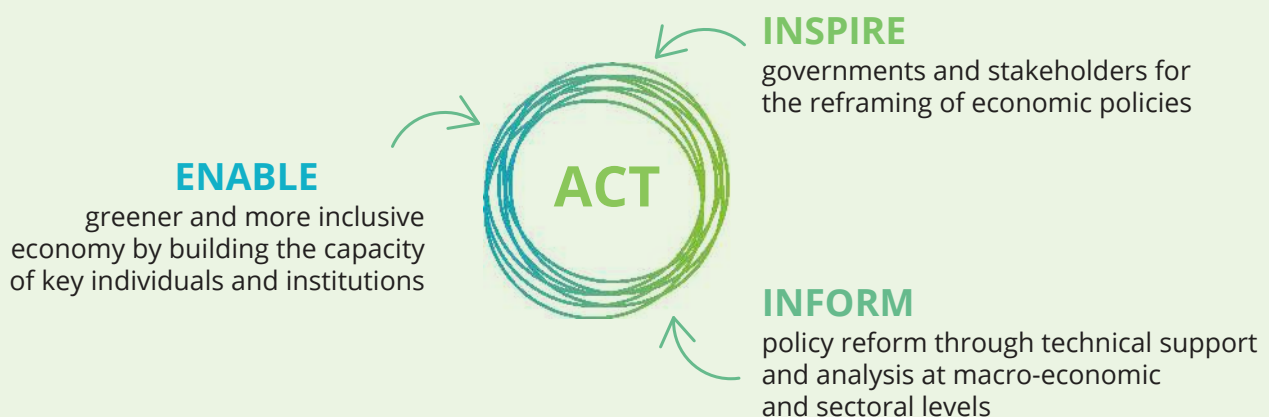 INSPIRE
governments and stakeholders for
the reframing of economic policies
ENABLE
greener and more inclusive
economy by building the capacity
of key individuals and institutions
ACT
INFORM
policy reform through technical support
and analysis at macro-economic
and sectoral levels